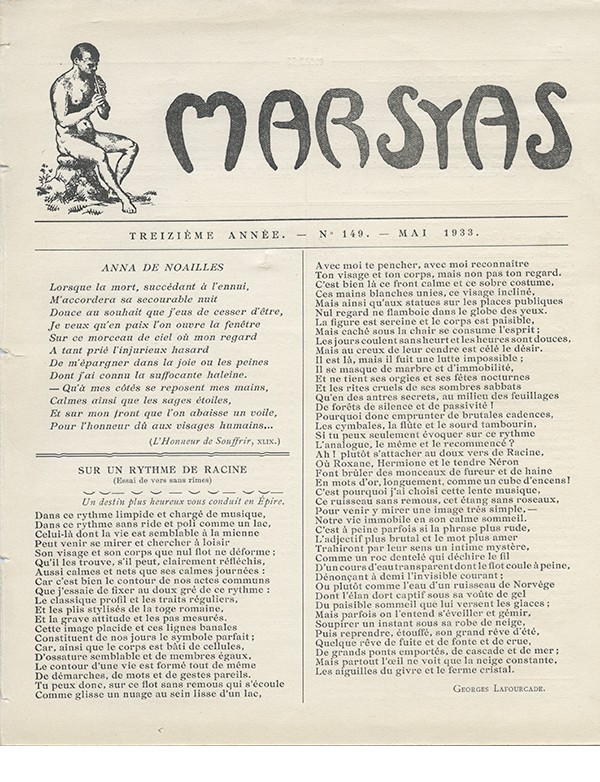 MARSYAS
TREIZIÈME ANNÉE. — N° 149. — MAI 1933.
ANNA DE NOAILLES
Lorsque la mort, succédant à l'ennui,
M'accordera sa secourable nuit
Douce au souhait que j'eus de cesser d'être,
Je veux qu'en paix l'on ouvre la fenêtre
Sur ce morceau de ciel où mon regard
A tant prié l'injurieux hasard
De m'épargner dans la joie ou les peines
Dont j'ai connu la suffocante haleine.
— Qu'à mes côtés se reposent mes mains,
Calmes ainsi que les sages étoiles,
Et sur mon front que l'on abaisse un voile,
Pour l'honneur dû aux visages humains...
(L'Honneur de Souffrir, XLIX.)
SUR UN RYTHME DE RACINE
(Essai de vers sans rimes)
Un destin plus heureux vous conduit en Épire.
Dans ce rythme limpide et chargé de musique,
Dans ce rythme sans ride et poli comme un lac,
Celui-là dont la vie est semblable à la mienne
Peut venir se mirer et chercher à loisir
Son visage et son corps que nul flot ne déforme ;
Qu'il les trouve, s'il peut, clairement réfléchis,
Aussi calmes et nets que ses calmes journées :
Car c'est bien le contour de nos actes communs
Que j'essaie de fixer au doux gré de ce rythme :
Le classique profil et les traits réguliers,
Et les plis stylisés de la toge romaine,
Et la grave attitude et les pas mesurés.
Cette image placide et ces lignes banales
Constituent de nos jours le symbole parfait ;
Car, ainsi que le corps est bâti de cellules,
D'ossature semblable et de membres égaux,
Le contour d'une vie est formé tout de même
De démarches, de mots et de gestes pareils.
Tu peux donc, sur ce flot sans remous qui s'écoule
Comme glisse un nuage au sein lisse d'un lac,
Avec moi te pencher, avec moi reconnaître
Ton visage et ton corps, mais non pas ton regard.
C'est bien là ce front calme et ce sobre costume,
Ces mains blanches unies, ce visage incliné,
Mais ainsi qu'aux statues sur les places publiques
Nul regard ne flamboie dans le globe des yeux.
La figure est sereine et le corps est paisible,
Mais caché sous la chair se consume l'esprit ;
Les jours coulent sans heurt et les heures sont douces,
Mais au creux de leur cendre est celé le désir.
Il est là, mais il fuit une lutte impossible ;
Il se masque de marbre et d'immobilité,
Et ne tient ses orgies et ses fêtes nocturnes
Et les rites cruels de ses sombres sabbats
Qu'en des antres secrets, au milieu des feuillages
De forêts de silence et de passivité !
Pourquoi donc emprunter de brutales cadences,
Les cymbales, la flûte et le sourd tambourin,
Si tu peux seulement évoquer sur ce rythme
L'analogue, le même et le recommencé ?
Ah ! plutôt s'attacher au doux vers de Racine,
Où Roxane, Hermione et le tendre Néron
Font brûler des monceaux de fureur et de haine
En mots d'or, longuement, comme un cube d'encens !
C'est pourquoi j'ai choisi cette lente musique,
Ce ruisseau sans remous, cet étang sans roseaux,
Pour venir y mirer une image très simple, —
Notre vie immobile en son calme sommeil.
C'est à peine parfois si la phrase plus rude,
L'adjectif plus brutal et le mot plus amer
Trahiront par leur sens un intime mystère,
Comme un roc dentelé qui déchire le fil
D'un cours d'eau transparent dont le flot coule à peine,
Dénonçant à demi l'invisible courant ;
Ou plutôt comme l'eau d'un ruisseau de Norvège
Dont l'élan dort captif sous sa voûte de gel
Du paisible sommeil que lui versent les glaces ;
Mais parfois on l'entend s'éveiller et gémir,
Soupirer un instant sous sa robe de neige,
Puis reprendre, étouffé, son grand rêve d'été,
Quelque rêve de fuite et de fonte et de crue,
De grands ponts emportés, de cascade et de mer ;
Mais partout l'œil ne voit que la neige constante,
Les aiguilles du givre et le ferme cristal.
GEORGES LAFOURCADE.